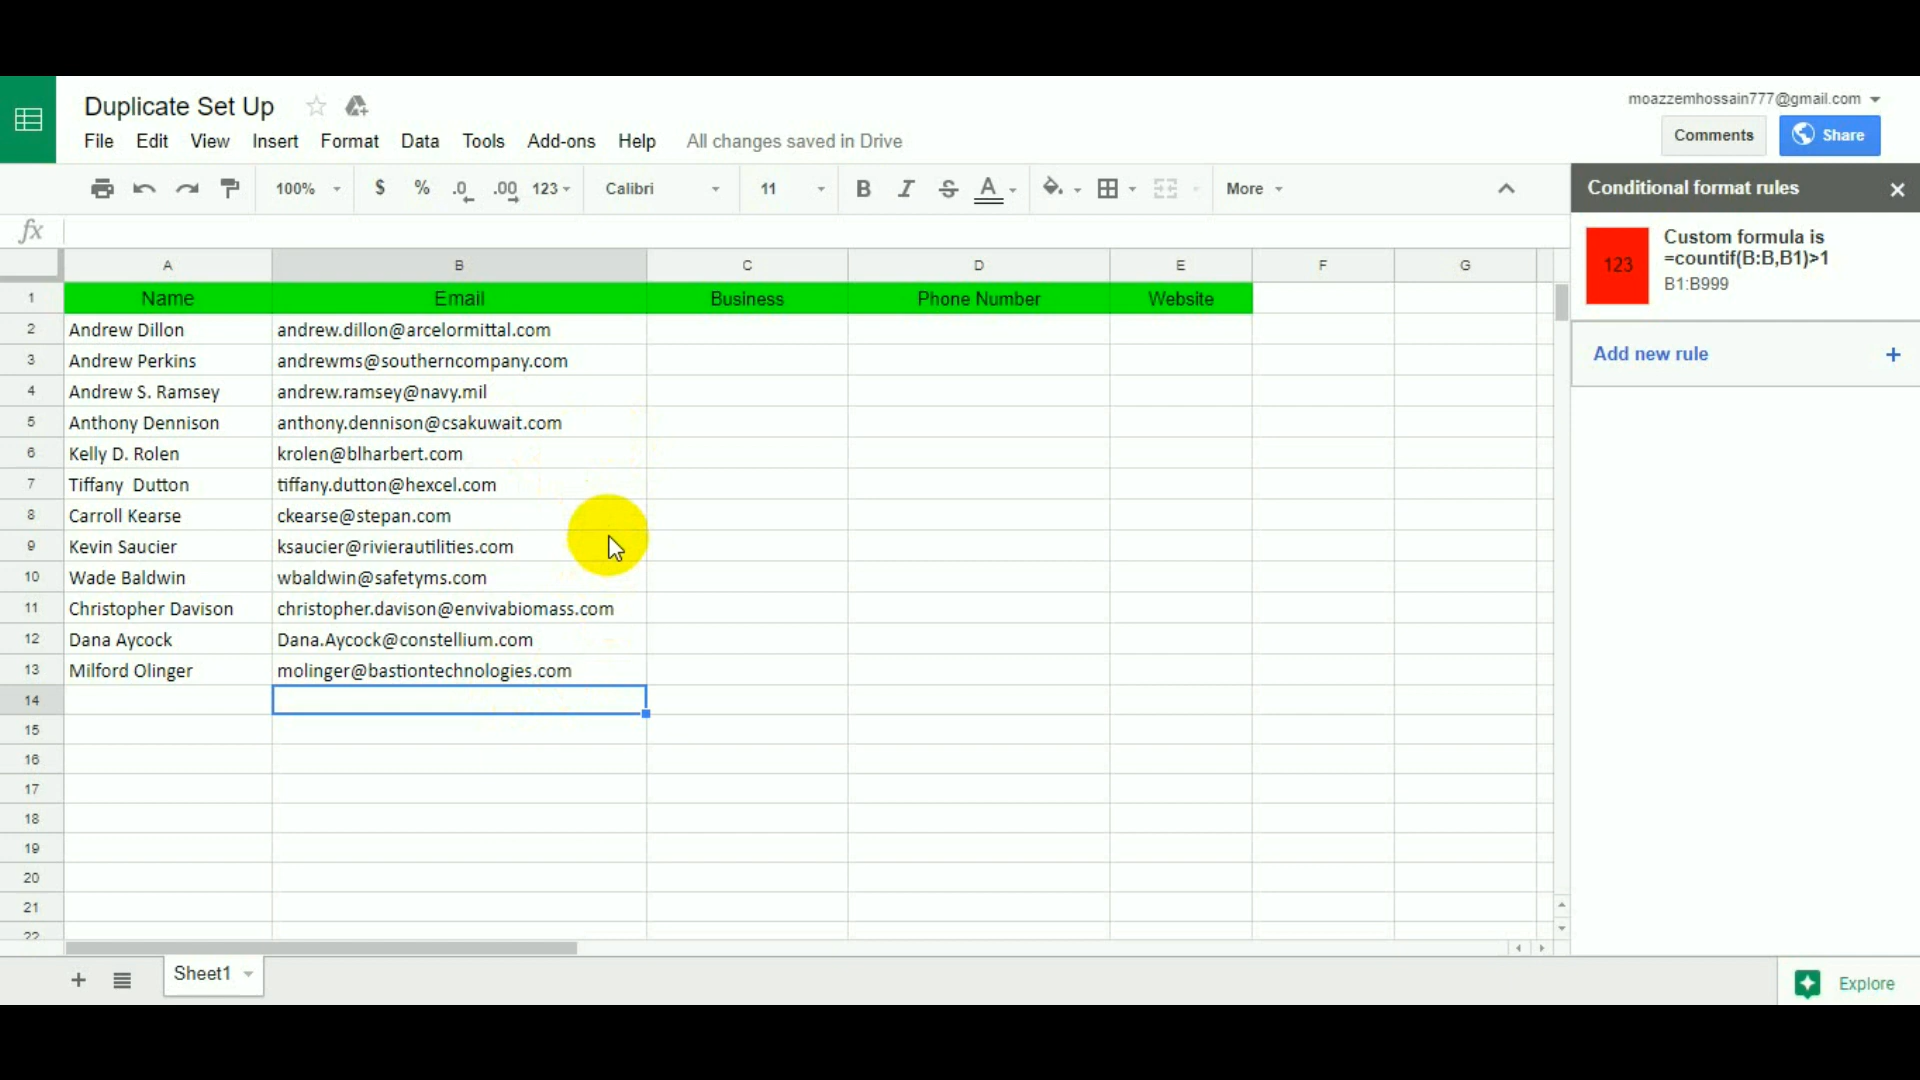 Duplicate Set Up
moazzemhossain777@gmail.com
File Edit View Insert Format Data Tools Add-ons Help All changes saved in Drive
Comments Share
100% $ % .0 .00 123 Calibri 11 B I S A More
Conditional format rules
fx
Custom formula is
=countif(B:B,B1)>1
B1:B999
123
Add new rule
A B C D E F G
1 Name Email Business Phone Number Website
2 Andrew Dillon andrew.dillon@arcelormittal.com
3 Andrew Perkins andrewms@southerncompany.com
4 Andrew S. Ramsey andrew.ramsey@navy.mil
5 Anthony Dennison anthony.dennison@csakuwait.com
6 Kelly D. Rolen krolen@blharbert.com
7 Tiffany Dutton tiffany.dutton@hexcel.com
8 Carroll Kearse ckearse@stepan.com
9 Kevin Saucier ksaucier@rivierautilities.com
10 Wade Baldwin wbaldwin@safetyms.com
11 Christopher Davison christopher.davison@envivabiomass.com
12 Dana Aycock Dana.Aycock@constellium.com
13 Milford Olinger molinger@bastiontechnologies.com
14
15
16
17
18
19
20
21
22
Sheet1
Explore